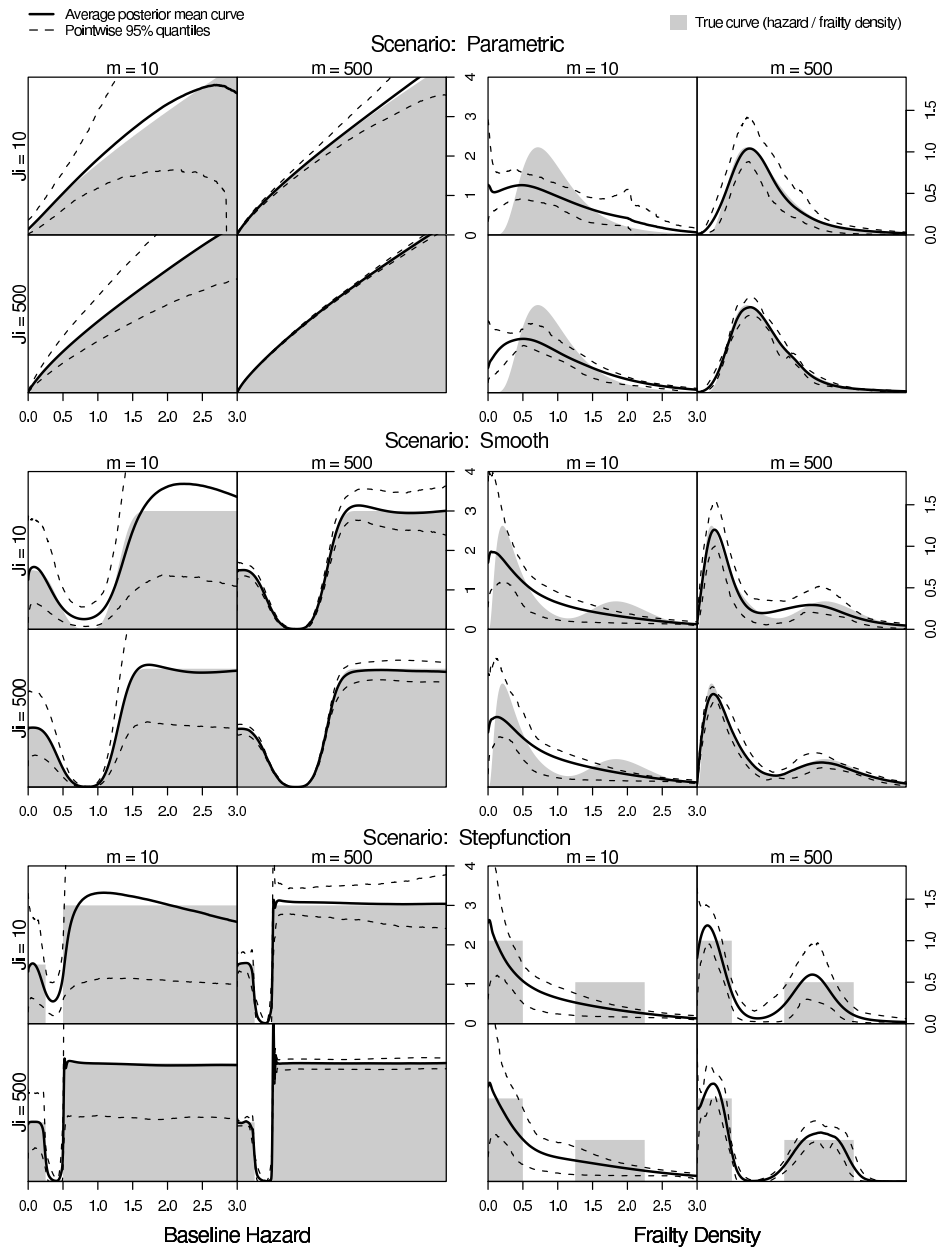 Average posterior mean curve
Pointwise 95% quantiles
True curve (hazard / frailty density)
Scenario: Parametric
m = 10 m = 500 m = 10 m = 500
Ji = 10
0 1 2 3 4
0.0 0.5 1.0 1.5
Ji = 500
0.0 0.5 1.0 1.5 2.0 2.5 3.0
0.0 0.5 1.0 1.5 2.0 2.5 3.0
Scenario: Smooth
m = 10 m = 500 m = 10 m = 500
Ji = 10
0 1 2 3 4
0.0 0.5 1.0 1.5
Ji = 500
0.0 0.5 1.0 1.5 2.0 2.5 3.0
0.0 0.5 1.0 1.5 2.0 2.5 3.0
Scenario: Stepfunction
m = 10 m = 500 m = 10 m = 500
Ji = 10
0 1 2 3 4
0.0 0.5 1.0 1.5
Ji = 500
0.0 0.5 1.0 1.5 2.0 2.5 3.0
0.0 0.5 1.0 1.5 2.0 2.5 3.0
Baseline Hazard
Frailty Density